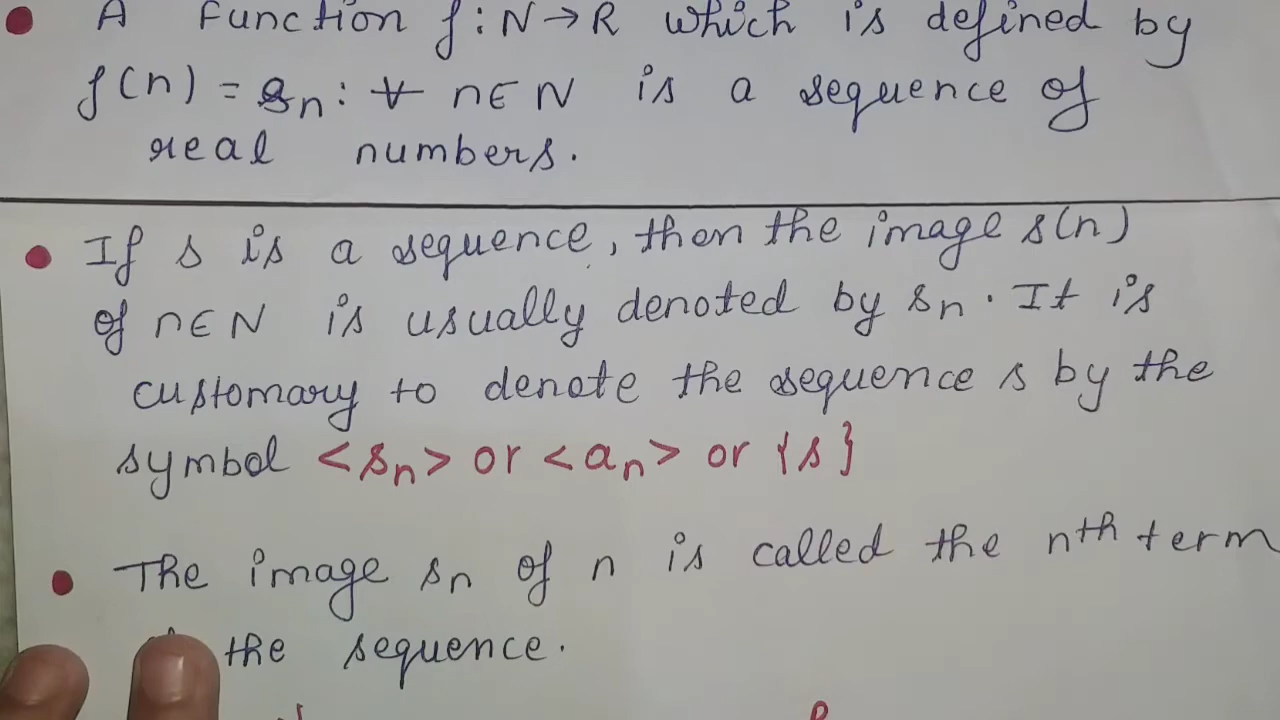 A Function f : N → R which is defined by
f(n) = sn : ∀ n ∈ N is a sequence of
real numbers.
If s is a sequence, then the image s(n)
of n ∈ N is usually denoted by sn. It is
customary to denote the sequence s by the
symbol <sn> or <an> or {s}
The image sn of n is called the nth term
the sequence.